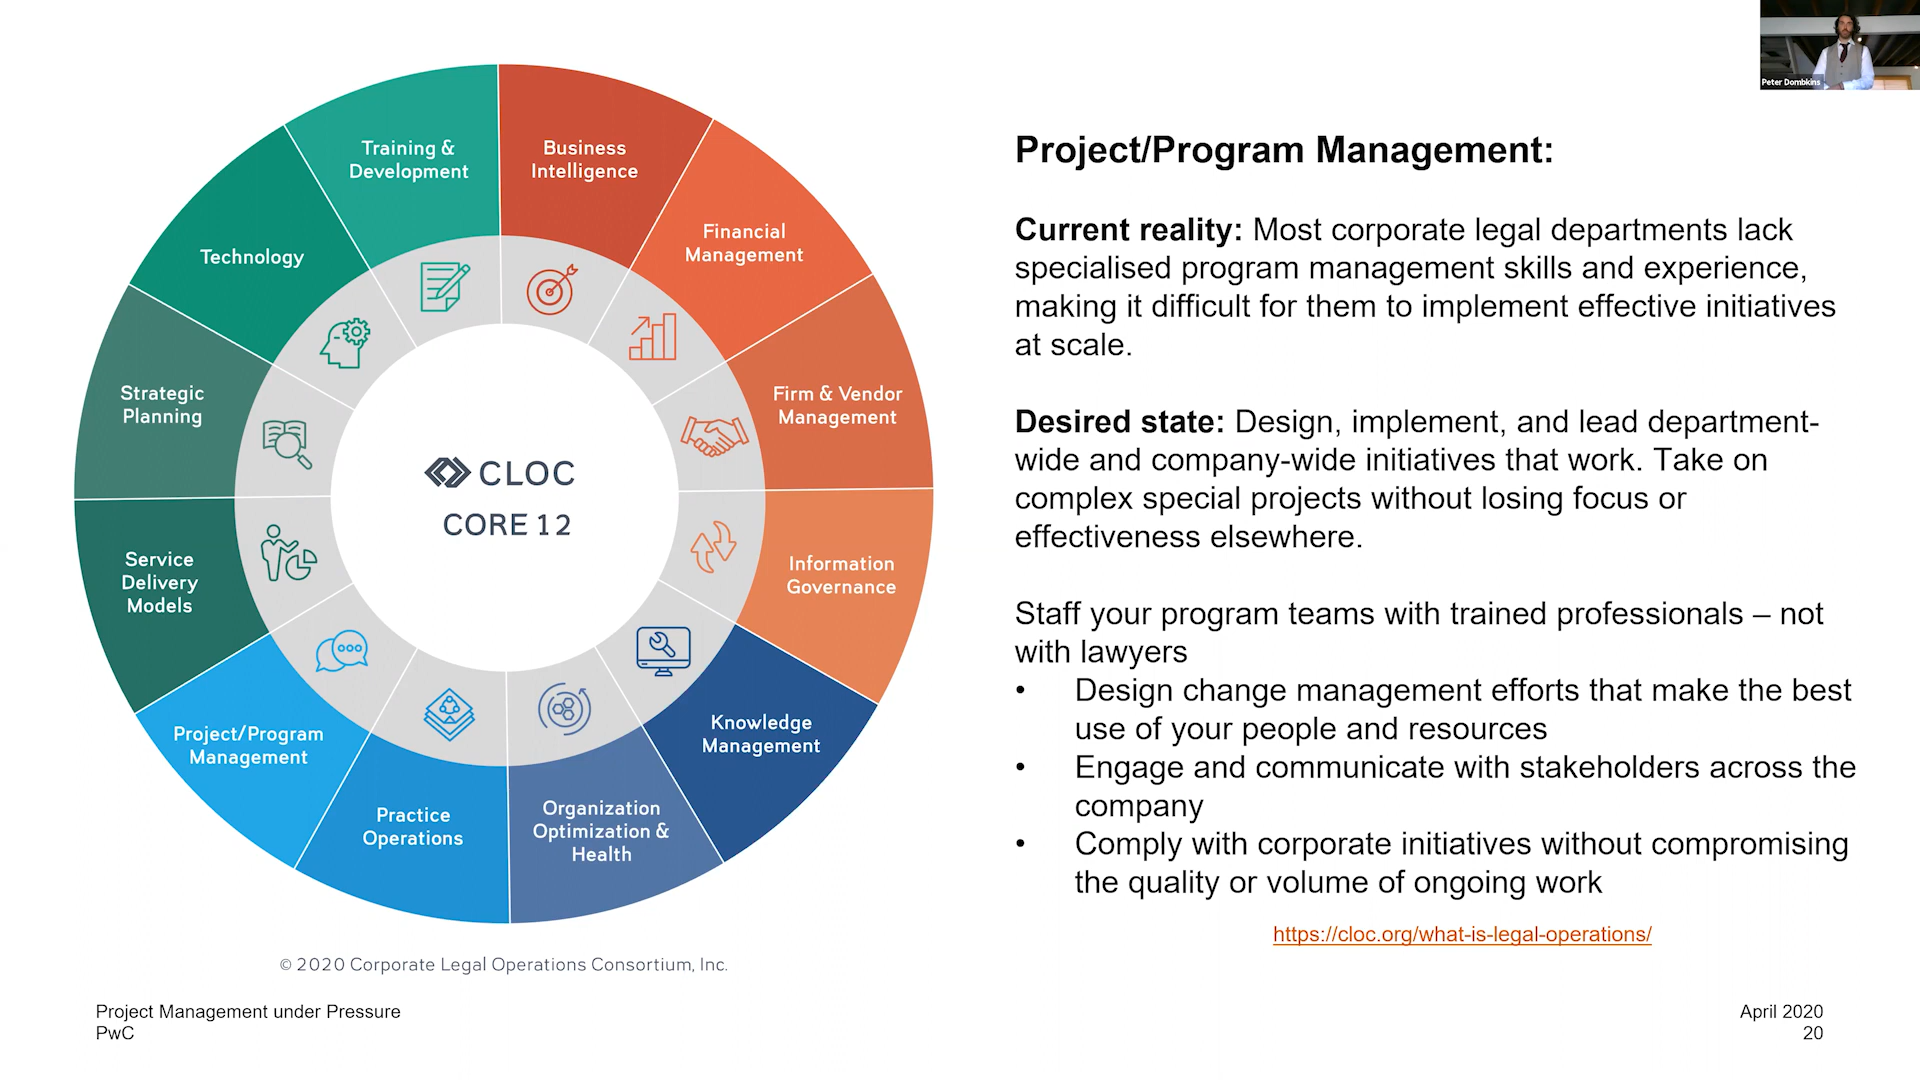 Peter Dombkins
Training &
Development
Business
Intelligence
Financial
Management
Technology
Strategic
Planning
Firm & Vendor
Management
CLOC
CORE 12
Service
Delivery
Models
Information
Governance
Project/Program
Management
Knowledge
Management
Practice
Operations
Organization
Optimization &
Health
© 2020 Corporate Legal Operations Consortium, Inc.
Project/Program Management:
Current reality: Most corporate legal departments lack
specialised program management skills and experience,
making it difficult for them to implement effective initiatives
at scale.
Desired state: Design, implement, and lead department-
wide and company-wide initiatives that work. Take on
complex special projects without losing focus or
effectiveness elsewhere.
Staff your program teams with trained professionals – not
with lawyers
• Design change management efforts that make the best
use of your people and resources
• Engage and communicate with stakeholders across the
company
• Comply with corporate initiatives without compromising
the quality or volume of ongoing work
https://cloc.org/what-is-legal-operations/
Project Management under Pressure
PwC
April 2020
20